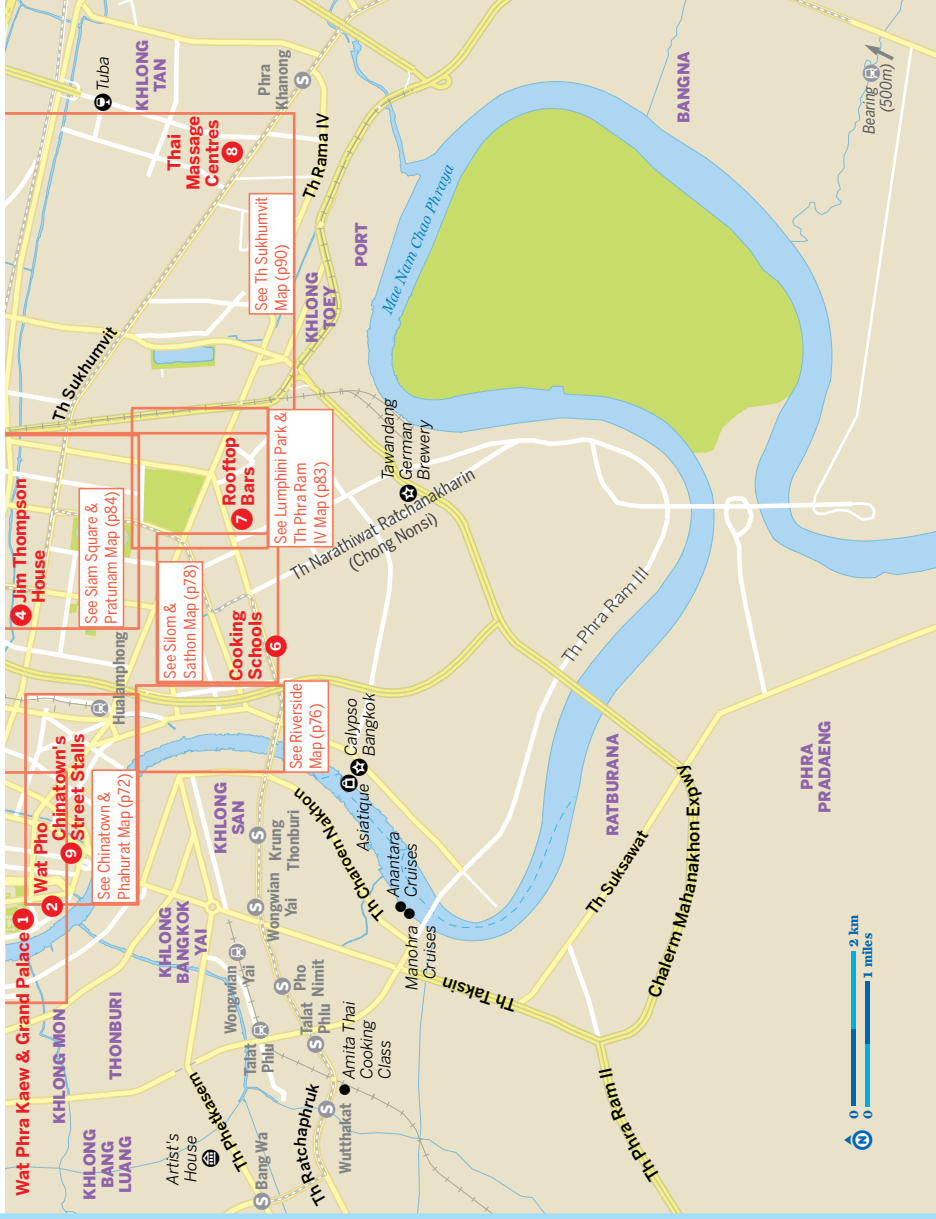 Wat Phra Kaew & Grand Palace 1
2 Wat Pho
9
Chinatown's
Street Stalls
4 Jim Thompson
House
Thai
Massage
Centres
8
Tuba
KHLONG
TAN
Phra
Khanong
S
KHLONG MON
THONBURI
KHLONG
BANG
LUANG
KHLONG
BANGKOK
YAI
See Chinatown &
Phahurat Map (p72)
Hualamphong
See Siam Square &
Pratunam Map (p84)
Th Sukhumvit
See Th Sukhumvit
Map (p90)
Th Rama IV
See Silom &
Sathon Map (p78)
7 Rooftop
Bars
See Lumphini Park &
Th Phra Ram
IV Map (p83)
Cooking
Schools
6
KHLONG
TOEY
PORT
See Riverside
Map (p76)
KHLONG
SAN
S
Krung
Thonburi
S
Wongwian
Yai
Wongwian
Yai
S
Pho
Nimit
Talat
Phlu
S
Talat
Phlu
Artist's
House
Th Phetkasem
S
Bang Wa
Th Ratchaphruk
S
Wutthakat
Amita Thai
Cooking
Class
Th Charoen Nakhon
Asiatique
Calypso
Bangkok
Anantara
Cruises
Manohra
Cruises
Th Taksin
Th Narathiwat Ratchanakharin
(Chong Nonsi)
Tawandang
German
Brewery
Mae Nam Chao Phraya
BANGNA
Bearing
(500m)
Th Phra Ram III
RATBURANA
Th Suksawat
Chalerm Mahanakhon Expwy
PHRA
PRADAENG
Th Phra Ram II
N
0 2 km
0 1 miles